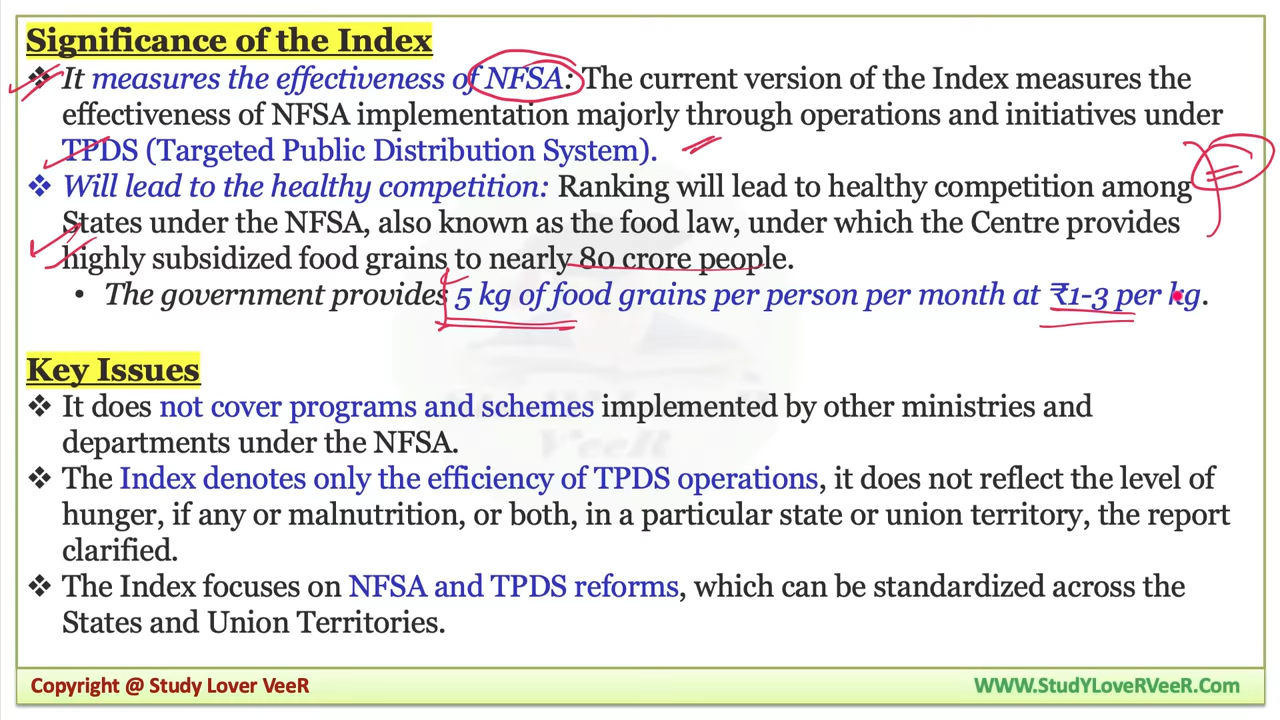 Significance of the Index
❖ It measures the effectiveness of NFSA: The current version of the Index measures the
effectiveness of NFSA implementation majorly through operations and initiatives under
TPDS (Targeted Public Distribution System).
❖ Will lead to the healthy competition: Ranking will lead to healthy competition among
States under the NFSA, also known as the food law, under which the Centre provides
highly subsidized food grains to nearly 80 crore people.
• The government provides 5 kg of food grains per person per month at ₹1-3 per kg.
Key Issues
❖ It does not cover programs and schemes implemented by other ministries and
departments under the NFSA.
❖ The Index denotes only the efficiency of TPDS operations, it does not reflect the level of
hunger, if any or malnutrition, or both, in a particular state or union territory, the report
clarified.
❖ The Index focuses on NFSA and TPDS reforms, which can be standardized across the
States and Union Territories.
VeeR
Copyright @ Study Lover VeeR
WWW.StudYLoveRVeeR.Com